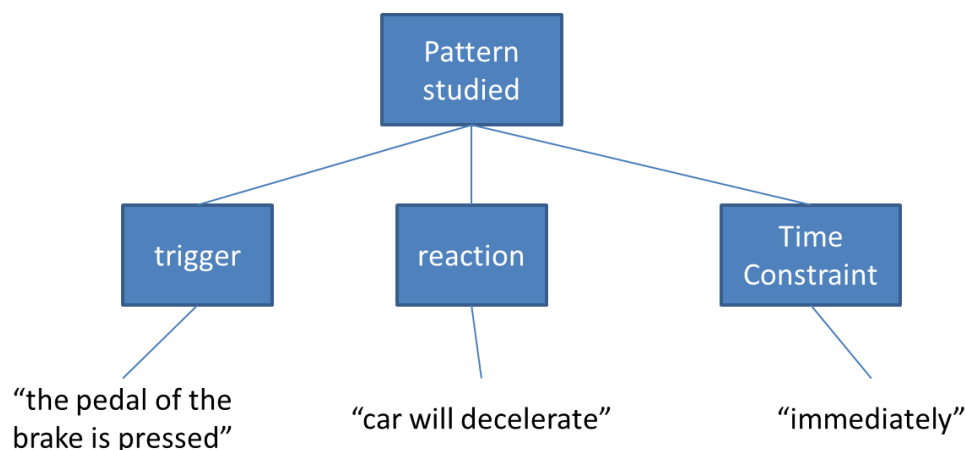 Pattern
studied
trigger
reaction
Time
Constraint
“the pedal of the
brake is pressed”
“car will decelerate”
“immediately”